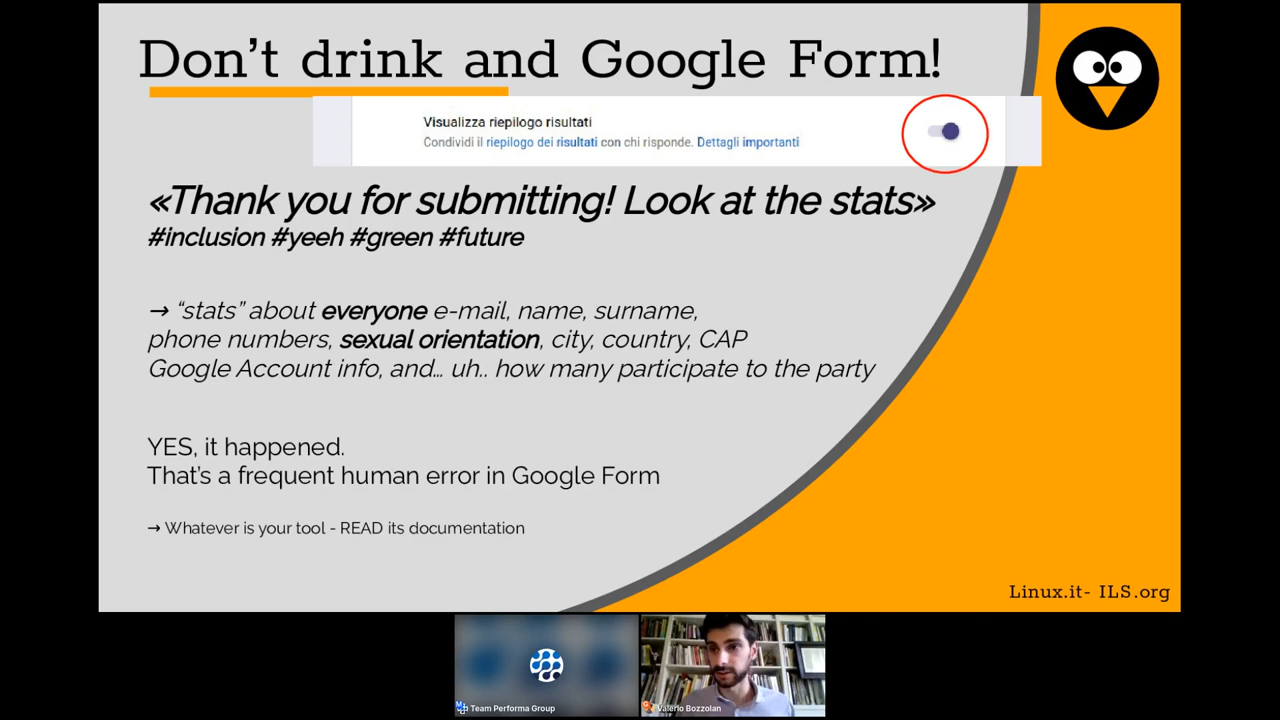 Don't drink and Google Form!
Visualizza riepilogo risultati
Condividi il riepilogo dei risultati con chi risponde. Dettagli importanti
«Thank you for submitting! Look at the stats»
#inclusion #yeeh #green #future
→ “stats” about everyone e-mail, name, surname,
phone numbers, sexual orientation, city, country, CAP
Google Account info, and... uh.. how many participate to the party
YES, it happened.
That's a frequent human error in Google Form
→ Whatever is your tool - READ its documentation
Linux.it- ILS.org
Team Performa Group
Valerio Bozzolan